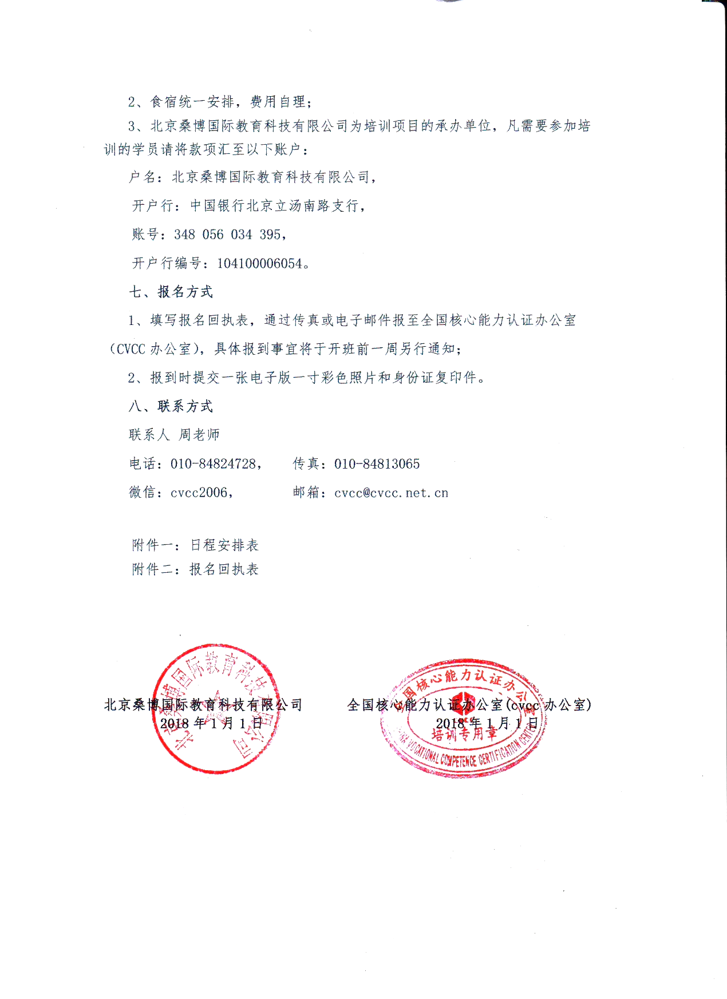 2、食宿统一安排，费用自理；
3、北京桑博国际教育科技有限公司为培训项目的承办单位，凡需要参加培
训的学员请将款项汇至以下账户：
户名：北京桑博国际教育科技有限公司，
开户行：中国银行北京立汤南路支行，
账号：348 056 034 395，
开户行编号：104100006054。
七、报名方式
1、填写报名回执表，通过传真或电子邮件报至全国核心能力认证办公室
（CVCC 办公室），具体报到事宜将于开班前一周另行通知；
2、报到时提交一张电子版一寸彩色照片和身份证复印件。
八、联系方式
联系人 周老师
电话：010-84824728， 传真：010-84813065
微信：cvcc2006， 邮箱：cvcc@cvcc.net.cn
附件一：日程安排表
附件二：报名回执表
北京桑博国际教育科技有限公司 全国核心能力认证办公室(cvcc 办公室)
2018 年 1 月 1 日 2018 年 1 月 1 日
北京桑博国际教育科技有限公司
全国核心能力认证办公室
培训专用章
VOCATIONAL COMPETENCE CERTIFICATION CENTER